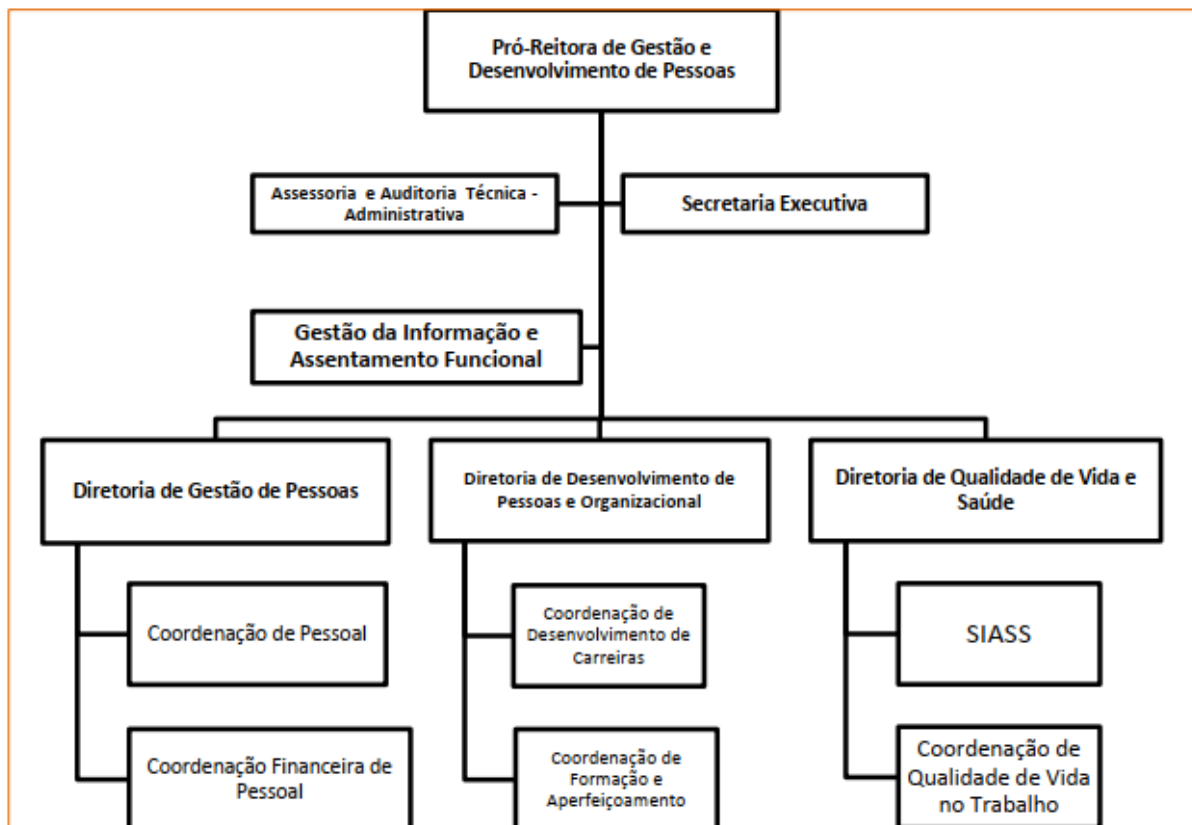 Pró-Reitora de Gestão e
Desenvolvimento de Pessoas
Assessoria e Auditoria Técnica -
Administrativa
Secretaria Executiva
Gestão da Informação e
Assentamento Funcional
Diretoria de Gestão de Pessoas
Diretoria de Desenvolvimento de
Pessoas e Organizacional
Diretoria de Qualidade de Vida e
Saúde
Coordenação de Pessoal
Coordenação de
Desenvolvimento de
Carreiras
SIASS
Coordenação Financeira de
Pessoal
Coordenação de
Formação e
Aperfeiçoamento
Coordenação de
Qualidade de Vida
no Trabalho